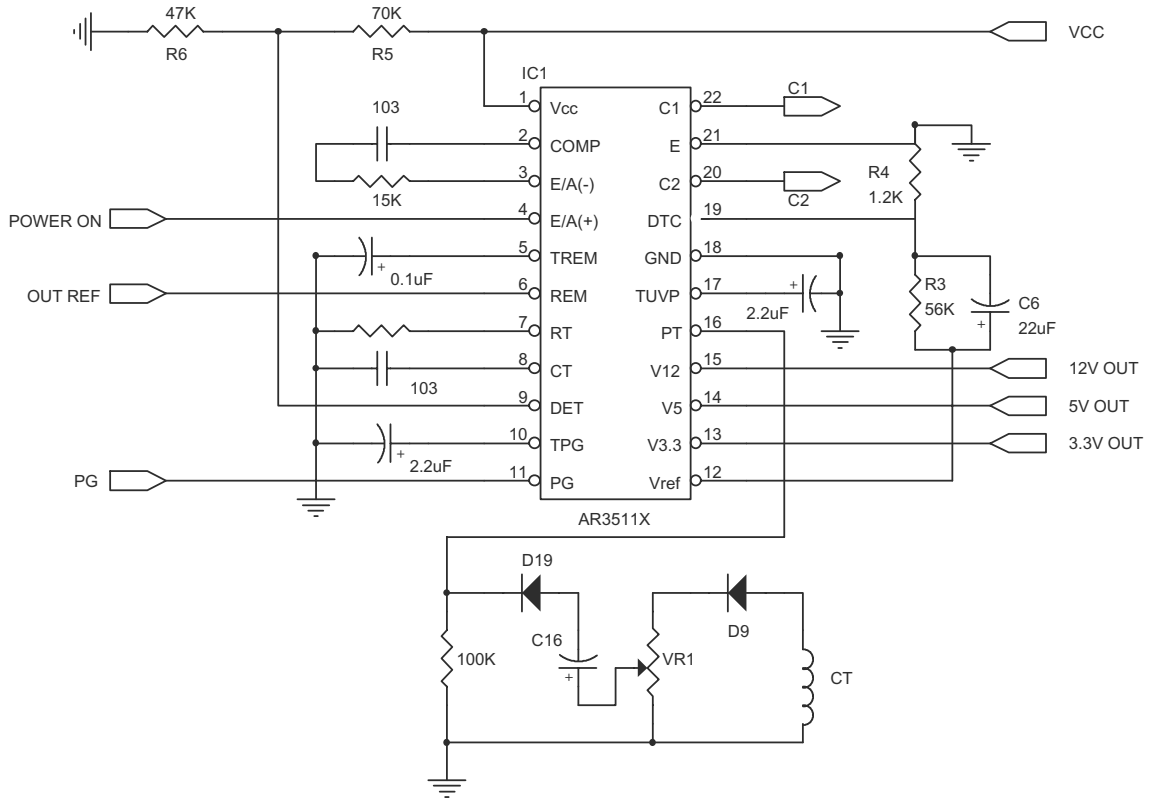 47K
R6
70K
R5
VCC
IC1
1
Vcc
C1
22
C1
103
2
COMP
E
21
3
E/A(-)
C2
20
C2
15K
R4
1.2K
POWER ON
4
E/A(+)
DTC
19
5
TREM
GND
18
+
0.1uF
OUT REF
6
REM
TUVP
17
+
2.2uF
R3
56K
C6
22uF
+
7
RT
PT
16
8
CT
V12
15
12V OUT
103
9
DET
V5
14
5V OUT
10
TPG
V3.3
13
3.3V OUT
+
2.2uF
PG
11
PG
Vref
12
AR3511X
D19
D9
C16
+
100K
VR1
CT